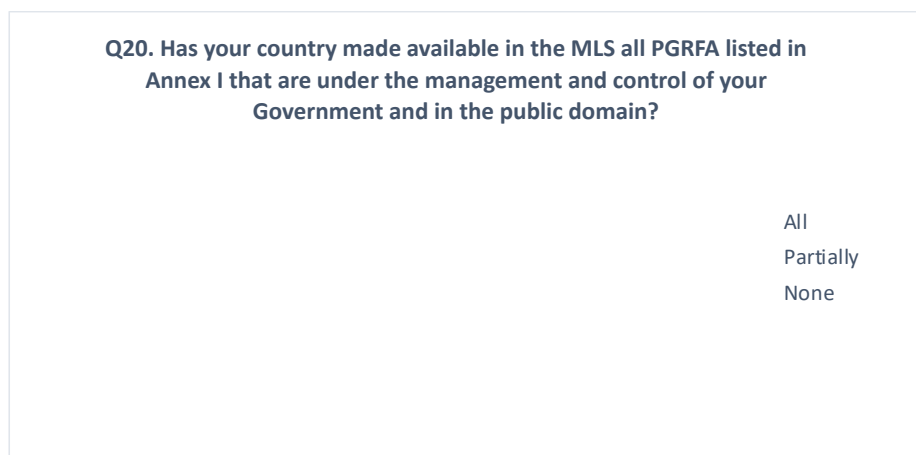 Q20. Has your country made available in the MLS all PGRFA listed in
Annex I that are under the management and control of your
Government and in the public domain?
All
Partially
None